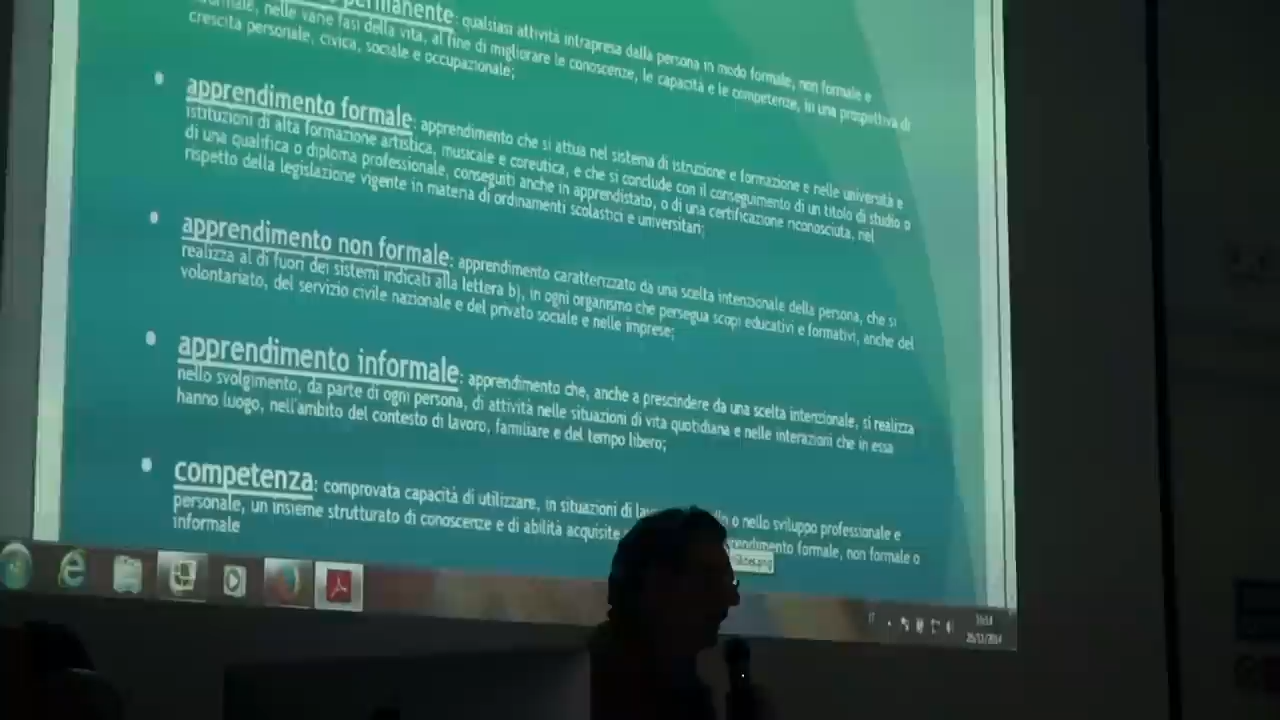 permanente: qualsiasi attività intrapresa dalla persona in modo formale, non formale e
nelle varie fasi della vita, al fine di migliorare le conoscenze, le capacità e le competenze, in una prospettiva di
crescita personale, civica, sociale e occupazionale;
• apprendimento formale: apprendimento che si attua nel sistema di istruzione e formazione e nelle università e
istituzioni di alta formazione artistica, musicale e coreutica, e che si conclude con il conseguimento di un titolo di studio o
di una qualifica o diploma professionale, conseguiti anche in apprendistato, o di una certificazione riconosciuta, nel
rispetto della legislazione vigente in materia di ordinamenti scolastici e universitari;
• apprendimento non formale: apprendimento caratterizzato da una scelta intenzionale della persona, che si
realizza al di fuori dei sistemi indicati alla lettera b), in ogni organismo che persegua scopi educativi e formativi, anche del
volontariato, del servizio civile nazionale e del privato sociale e nelle imprese;
• apprendimento informale: apprendimento che, anche a prescindere da una scelta intenzionale, si realizza
nello svolgimento, da parte di ogni persona, di attività nelle situazioni di vita quotidiana e nelle interazioni che in essa
hanno luogo, nell'ambito del contesto di lavoro, familiare e del tempo libero;
• competenza: comprovata capacità di utilizzare, in situazioni di o nello sviluppo professionale e
personale, un insieme strutturato di conoscenze e di abilità acquisite formale, non formale o
informale
IT